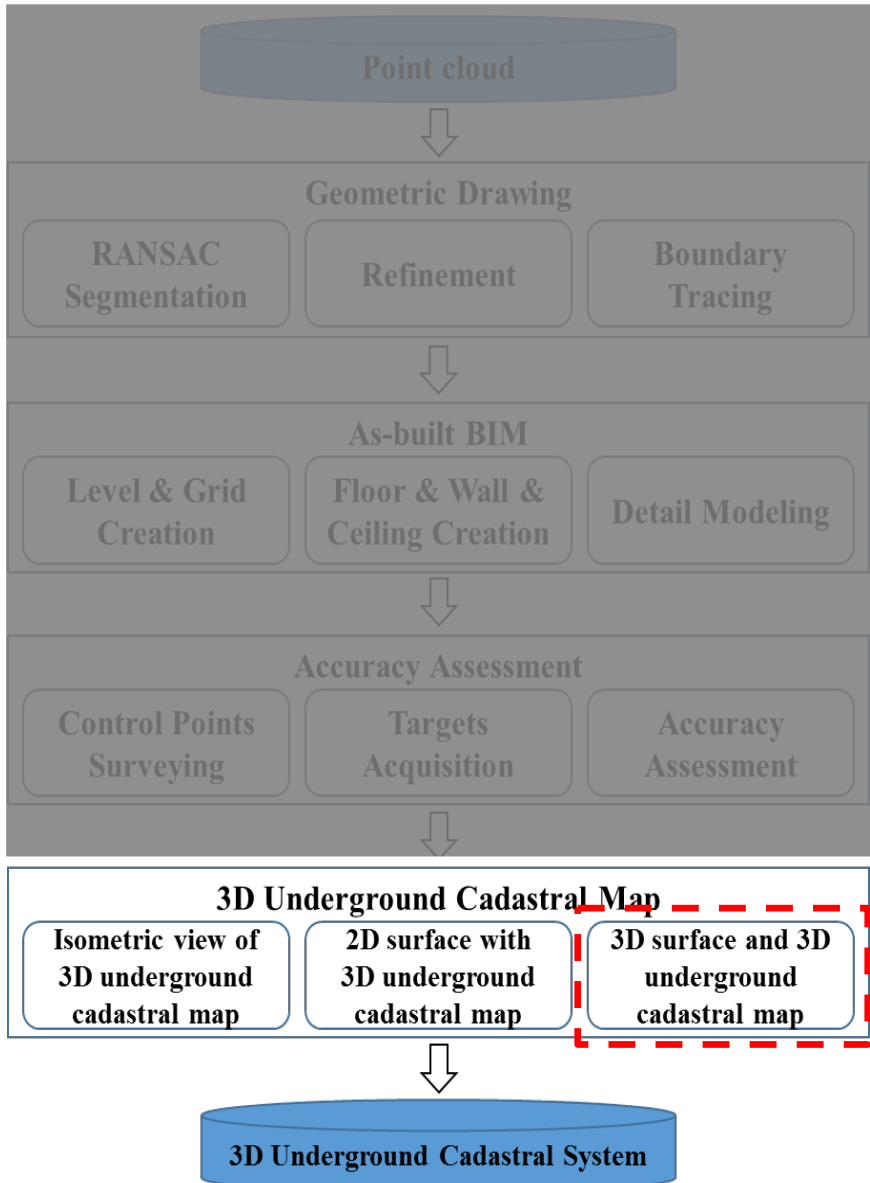 Point cloud
Geometric Drawing
RANSAC
Segmentation
Refinement
Boundary
Tracing
As-built BIM
Level & Grid
Creation
Floor & Wall &
Ceiling Creation
Detail Modeling
Accuracy Assessment
Control Points
Surveying
Targets
Acquisition
Accuracy
Assessment
3D Underground Cadastral Map
Isometric view of
3D underground
cadastral map
2D surface with
3D underground
cadastral map
3D surface and 3D
underground
cadastral map
3D Underground Cadastral System